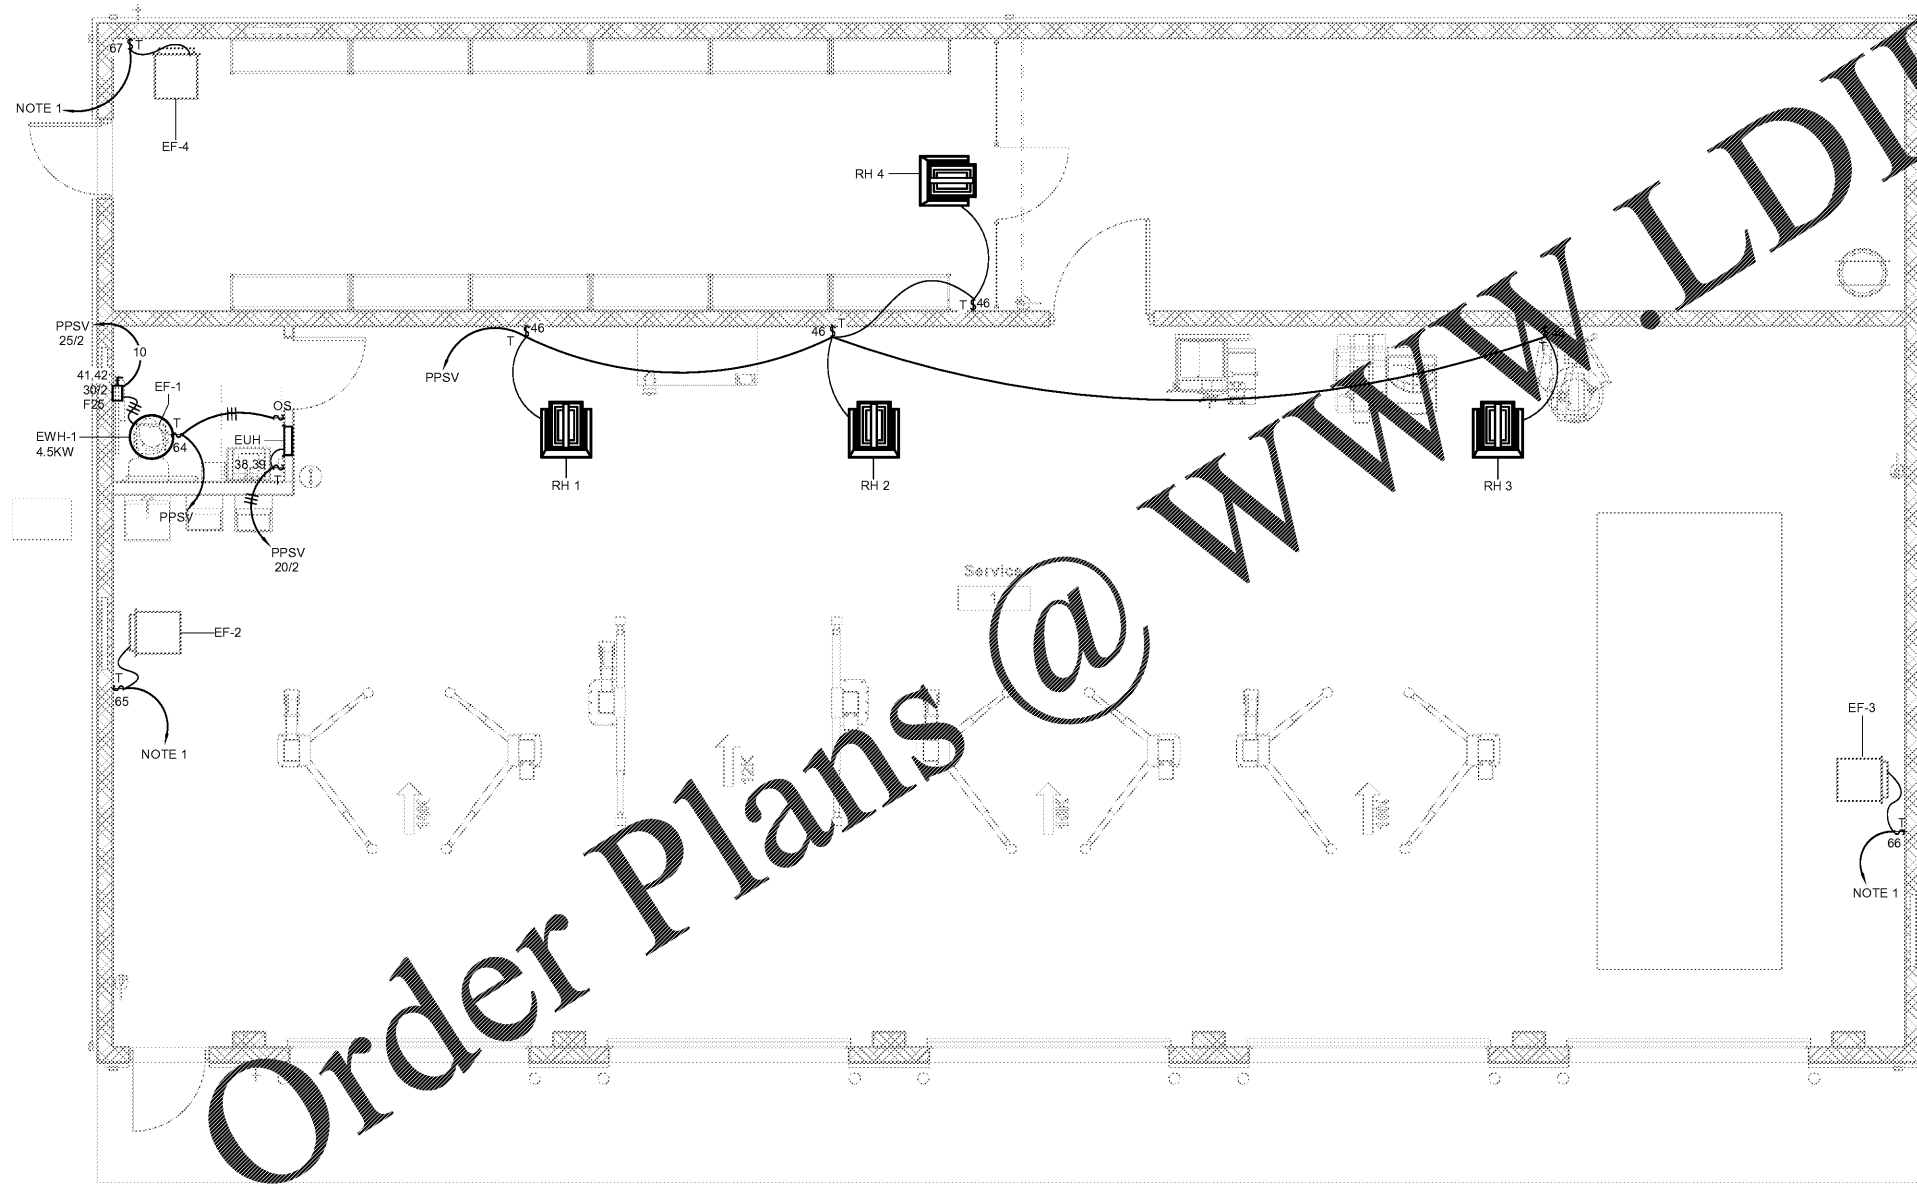 67 T
NOTE 1
EF-4
RH 4
T 46
PPSV
25/2
10
46
T
46
T
PPSV
41,42
30/2
F25
EF-1
OS
T
64
EWH-1
4.5KW
EUH
38,39
T
PPSV
PPSV
20/2
RH 1
RH 2
RH 3
T
Service
1
EF-2
T
65
NOTE 1
12K
EF-3
T
66
NOTE 1
Order Plans @ WWW.LDI